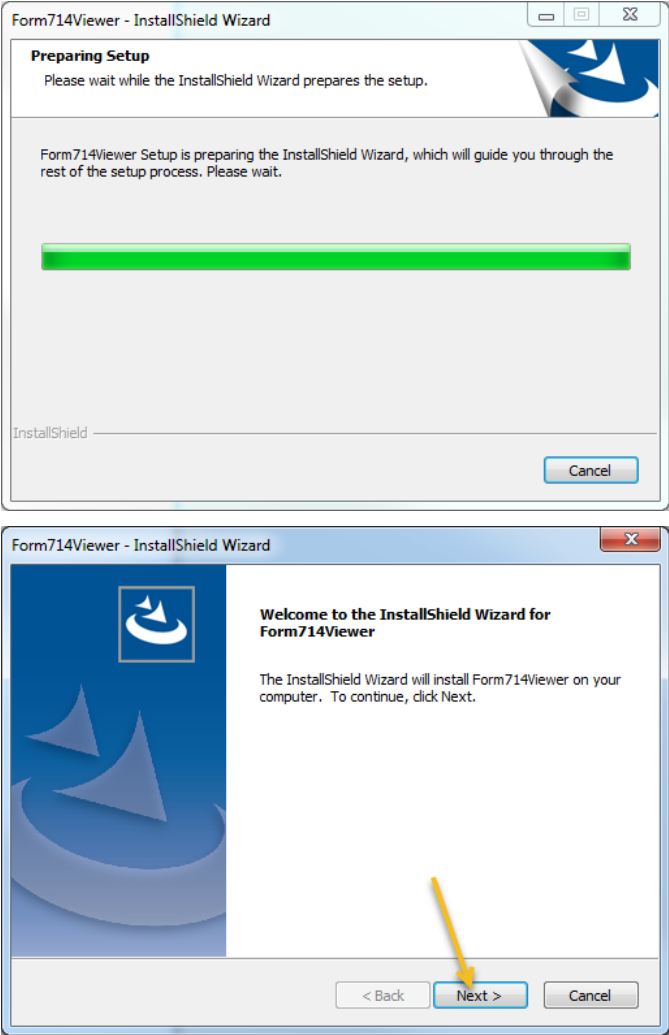 Form714Viewer - InstallShield Wizard
Preparing Setup
Please wait while the InstallShield Wizard prepares the setup.
Form714Viewer Setup is preparing the InstallShield Wizard, which will guide you through the
rest of the setup process. Please wait.
InstallShield
Cancel
Form714Viewer - InstallShield Wizard
Welcome to the InstallShield Wizard for
Form714Viewer
The InstallShield Wizard will install Form714Viewer on your
computer. To continue, click Next.
< Back Next > Cancel